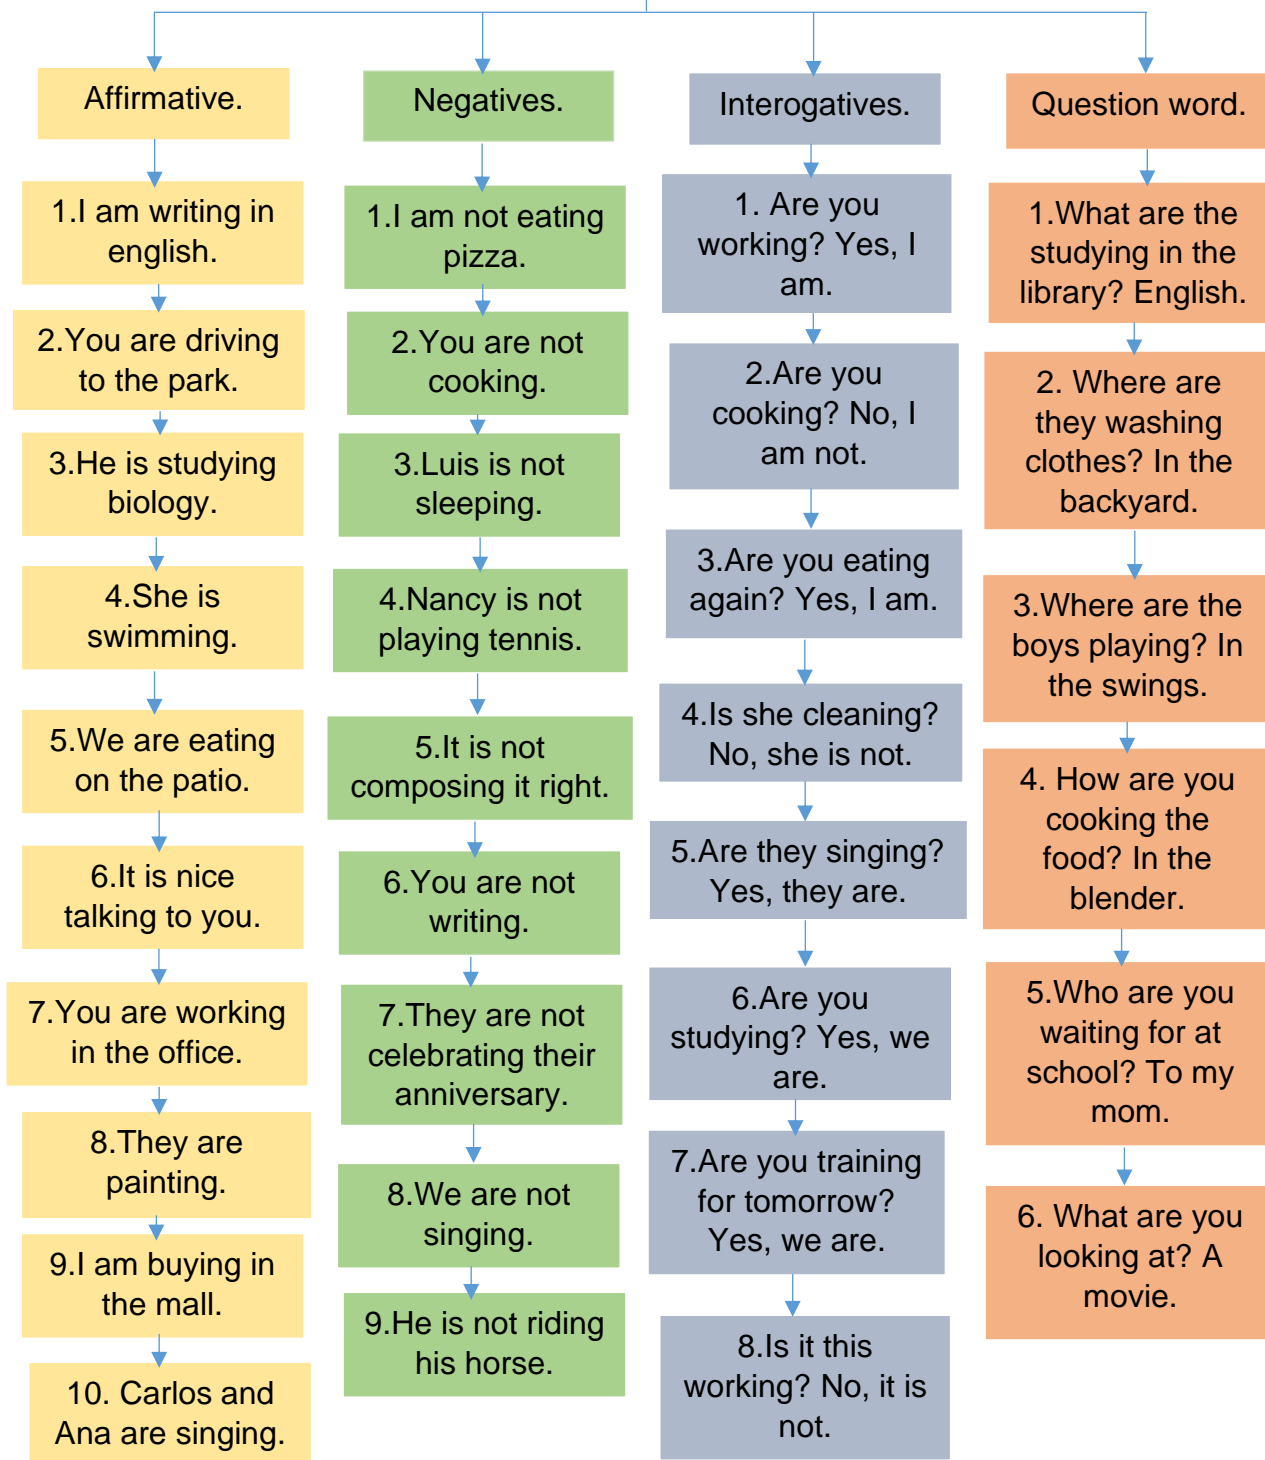 Affirmative.
1.I am writing in
english.
2.You are driving
to the park.
3.He is studying
biology.
4.She is
swimming.
5.We are eating
on the patio.
6.It is nice
talking to you.
7.You are working
in the office.
8.They are
painting.
9.I am buying in
the mall.
10. Carlos and
Ana are singing.
Negatives.
1.I am not eating
pizza.
2.You are not
cooking.
3.Luis is not
sleeping.
4.Nancy is not
playing tennis.
5.It is not
composing it right.
6.You are not
writing.
7.They are not
celebrating their
anniversary.
8.We are not
singing.
9.He is not riding
his horse.
Interogatives.
1. Are you
working? Yes, I
am.
2.Are you
cooking? No, I
am not.
3.Are you eating
again? Yes, I am.
4.Is she cleaning?
No, she is not.
5.Are they singing?
Yes, they are.
6.Are you
studying? Yes, we
are.
7.Are you training
for tomorrow?
Yes, we are.
8.Is it this
working? No, it is
not.
Question word.
1.What are the
studying in the
library? English.
2. Where are
they washing
clothes? In the
backyard.
3.Where are the
boys playing? In
the swings.
4. How are you
cooking the
food? In the
blender.
5.Who are you
waiting for at
school? To my
mom.
6. What are you
looking at? A
movie.